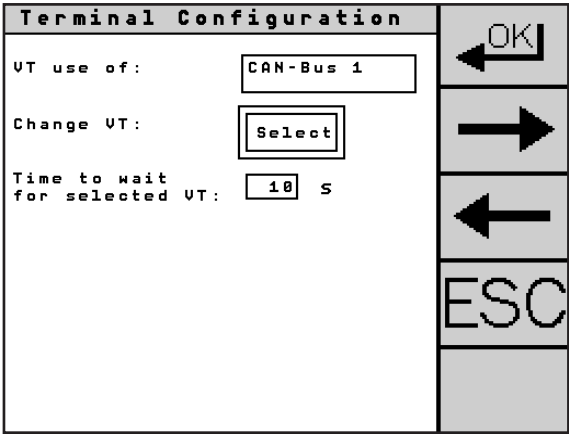 Terminal Configuration
OK
VT use of: CAN-Bus 1
Change VT: Select
Time to wait
for selected VT: 10 s
ESC